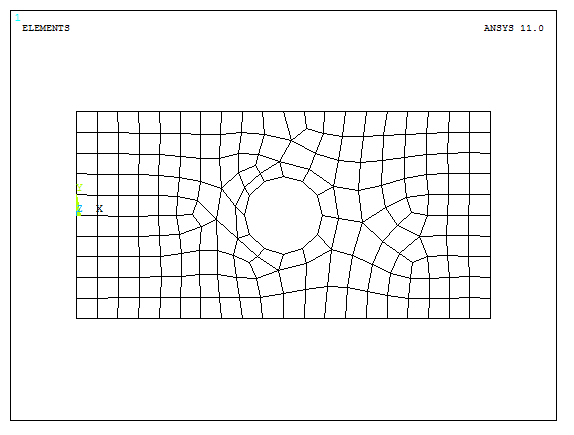 1
ELEMENTS
ANSYS 11.0
Y
Z X